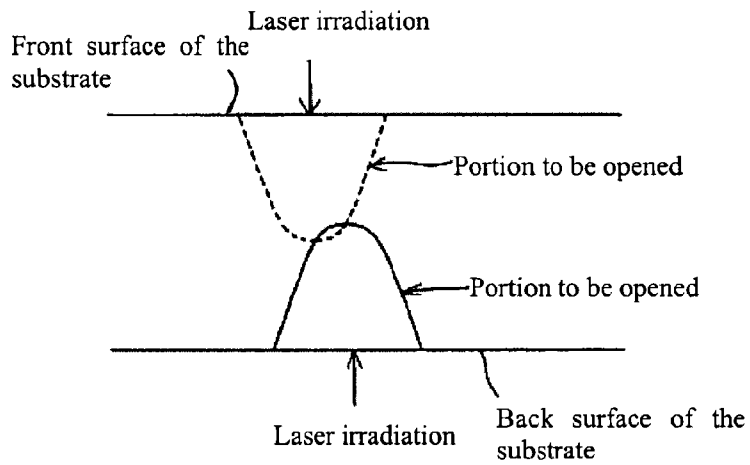 Laser irradiation
Front surface of the
substrate
Portion to be opened
Portion to be opened
Back surface of the
substrate
Laser irradiation